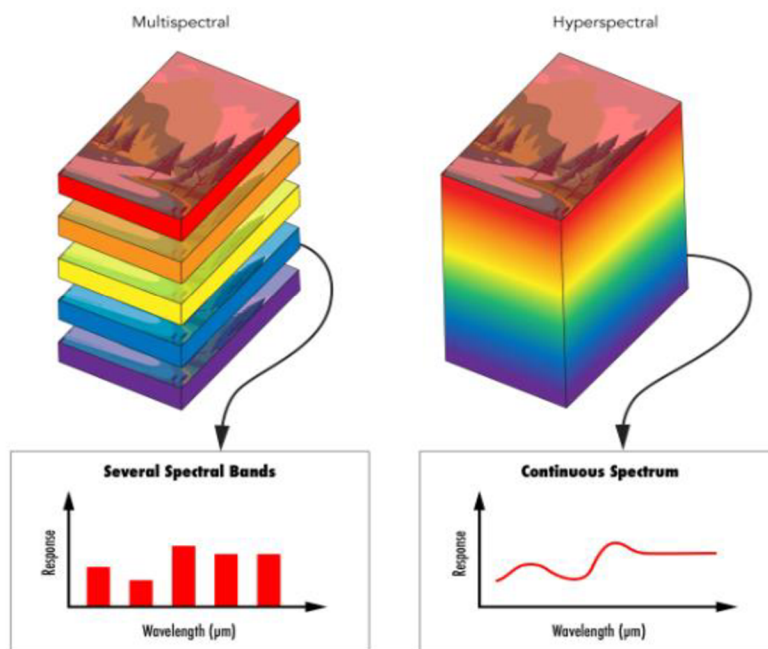 Multispectral
Hyperspectral
Several Spectral Bands
Response
Wavelength (µm)
Continuous Spectrum
Response
Wavelength (µm)